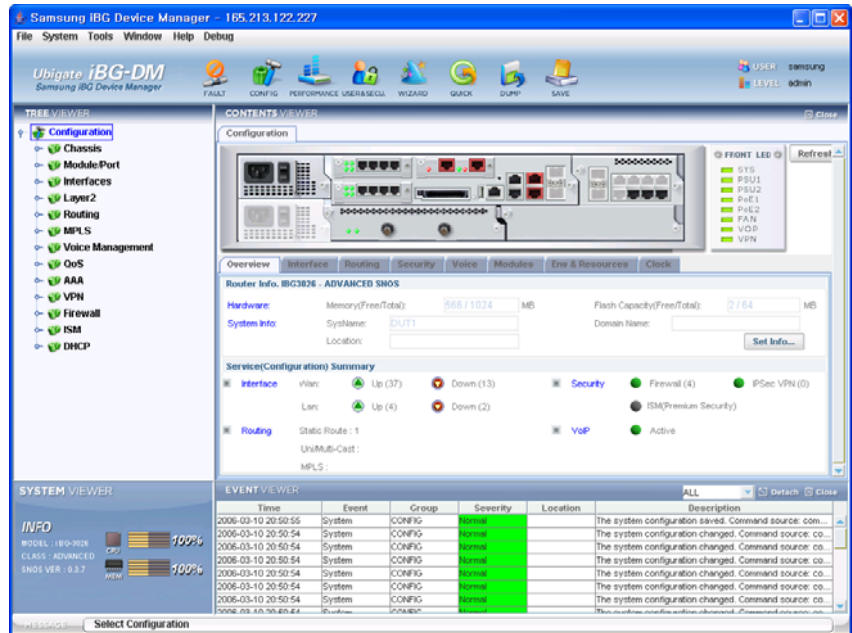 Samsung iBG Device Manager - 165.213.122.227
File System Tools Window Help Debug
Ubigate iBG-DM
Samsung iBG Device Manager
FAULT CONFIG PERFORMANCE USER&SECU. WIZARD QUICK DUMP SAVE
USER samsung
LEVEL admin
TREE VIEWER
Configuration
Chassis
Module/Port
Interfaces
Layer2
Routing
MPLS
Voice Management
QoS
AAA
VPN
Firewall
ISM
DHCP
CONTENTS VIEWER Close
Configuration
FRONT LED
SYS
PSU1
PSU2
PoE1
PoE2
FAN
VOP
VPN
Refresh
Overview Interface Routing Security Voice Modules Env & Resources Clock
Router Info. IBG3026 - ADVANCED SNOS
Hardware: Memory(Free/Total): 566 / 1024 MB Flash Capacity(Free/Total): 2 / 64 MB
System Info: SysName: DUT1 Domain Name:
Location: Set Info...
Service(Configuration) Summary
Interface Wan: Up (37) Down (13) Security Firewall (4) IPSec VPN (0)
Lan: Up (4) Down (2) ISM(Premium Security)
Routing Static Route : 1 VoIP Active
Uni/Multi-Cast :
MPLS :
SYSTEM VIEWER
INFO
MODEL : IBG-3026
CLASS : ADVANCED
SNOS VER : 0.3.7
CPU 100%
MEM 100%
EVENT VIEWER ALL Detach Close
Time Event Group Severity Location Description
2006-03-10 20:50:55 System CONFIG Normal The system configuration saved. Command source: com...
2006-03-10 20:50:54 System CONFIG Normal The system configuration changed. Command source: co...
2006-03-10 20:50:54 System CONFIG Normal The system configuration changed. Command source: co...
2006-03-10 20:50:54 System CONFIG Normal The system configuration changed. Command source: co...
2006-03-10 20:50:54 System CONFIG Normal The system configuration changed. Command source: co...
2006-03-10 20:50:54 System CONFIG Normal The system configuration changed. Command source: co...
2006-03-10 20:50:54 System CONFIG Normal The system configuration changed. Command source: co...
MESSAGE Select Configuration